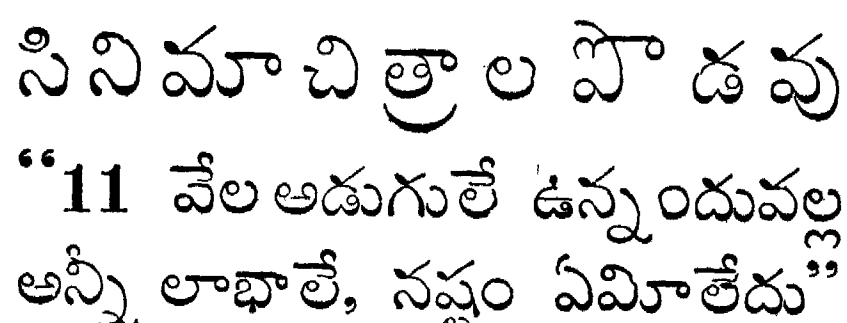 సినిమాచిత్రాల పొడవు
“11 వేల అడుగులే ఉన్నందువల్ల
అన్నీ లాభాలే, నష్టం ఏమీలేదు”